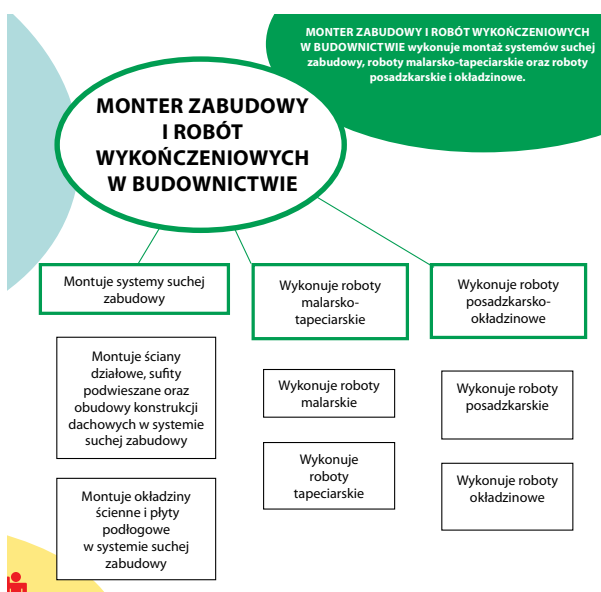 MONTER ZABUDOWY I ROBÓT WYKOŃCZENIOWYCH
W BUDOWNICTWIE wykonuje montaż systemów suchej
zabudowy, roboty malarsko-tapeciarskie oraz roboty
posadzkarskie i okładzinowe.
MONTER ZABUDOWY
I ROBÓT
WYKOŃCZENIOWYCH
W BUDOWNICTWIE
Montuje systemy suchej
zabudowy
Wykonuje roboty
malarsko-
tapeciarskie
Wykonuje roboty
posadzkarsko-
okładzinowe
Montuje ściany
działowe, sufity
podwieszane oraz
obudowy konstrukcji
dachowych w systemie
suchej zabudowy
Wykonuje roboty
malarskie
Wykonuje roboty
posadzkarskie
Wykonuje
roboty
tapeciarskie
Wykonuje roboty
okładzinowe
Montuje okładziny
ścienne i płyty
podłogowe
w systemie suchej
zabudowy